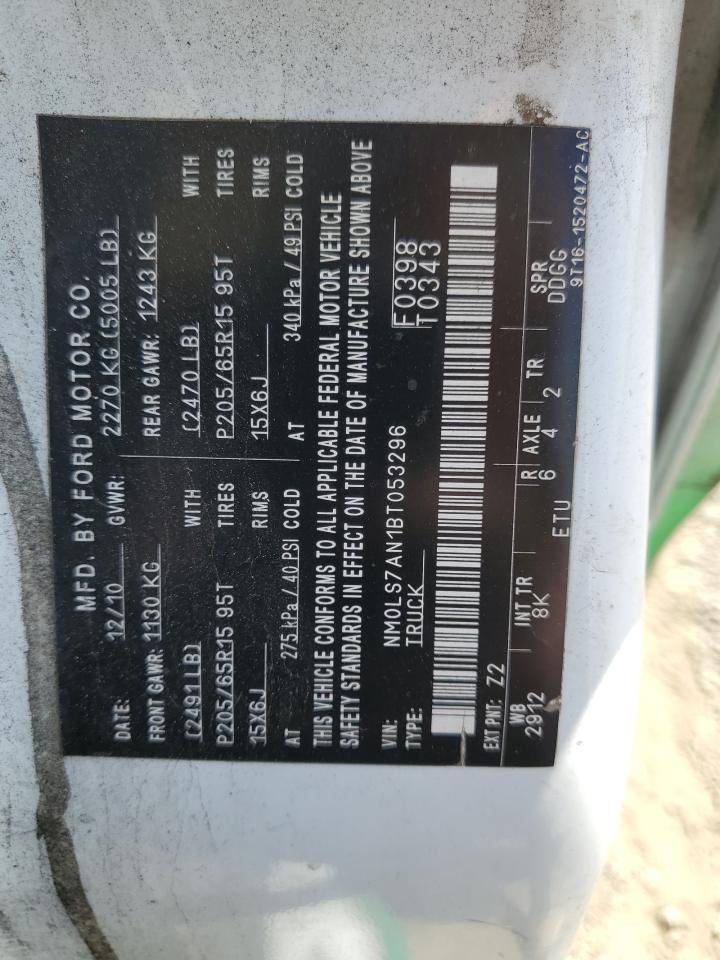 MFD. BY FORD MOTOR CO.
DATE: 12/10 GVWR: 2270 KG (5005 LB)
FRONT GAWR: 1130 KG REAR GAWR: 1243 KG
(2491LB) WITH (2470 LB) WITH
P205/65R15 95T TIRES P205/65R15 95T TIRES
15X6J RIMS 15X6J RIMS
AT 275 kPa / 40 PSI COLD AT 340 kPa / 49 PSI COLD
THIS VEHICLE CONFORMS TO ALL APPLICABLE FEDERAL MOTOR VEHICLE
SAFETY STANDARDS IN EFFECT ON THE DATE OF MANUFACTURE SHOWN ABOVE
VIN: NM0LS7AN1BT053296 F0398
TYPE: TRUCK T0343
EXT PNT: Z2
WB INT TR R AXLE TR SPR
2912 8K 6 4 2 DDGG
ETU 9T16-1520472-AC